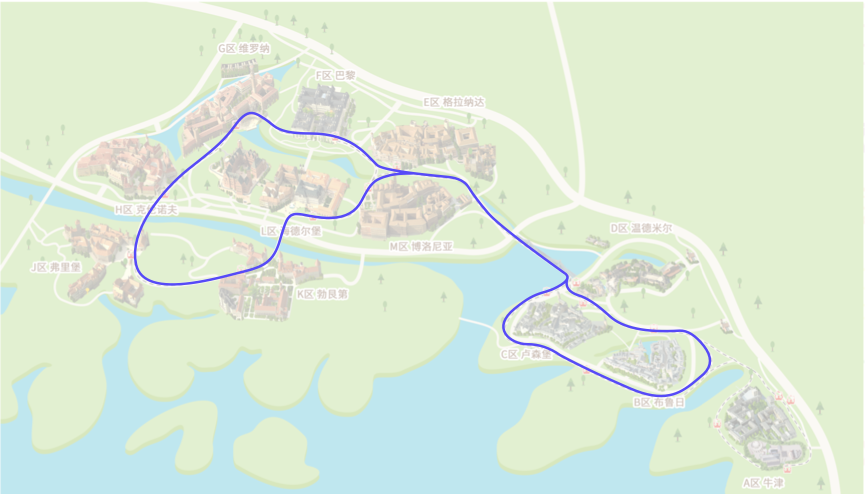 G区 维罗纳
F区 巴黎
E区 格拉纳达
H区 克伦诺夫
L区 海德尔堡
D区 温德米尔
M区 博洛尼亚
J区 弗里堡
K区 勃艮第
C区 卢森堡
B区 布鲁日
A区 牛津